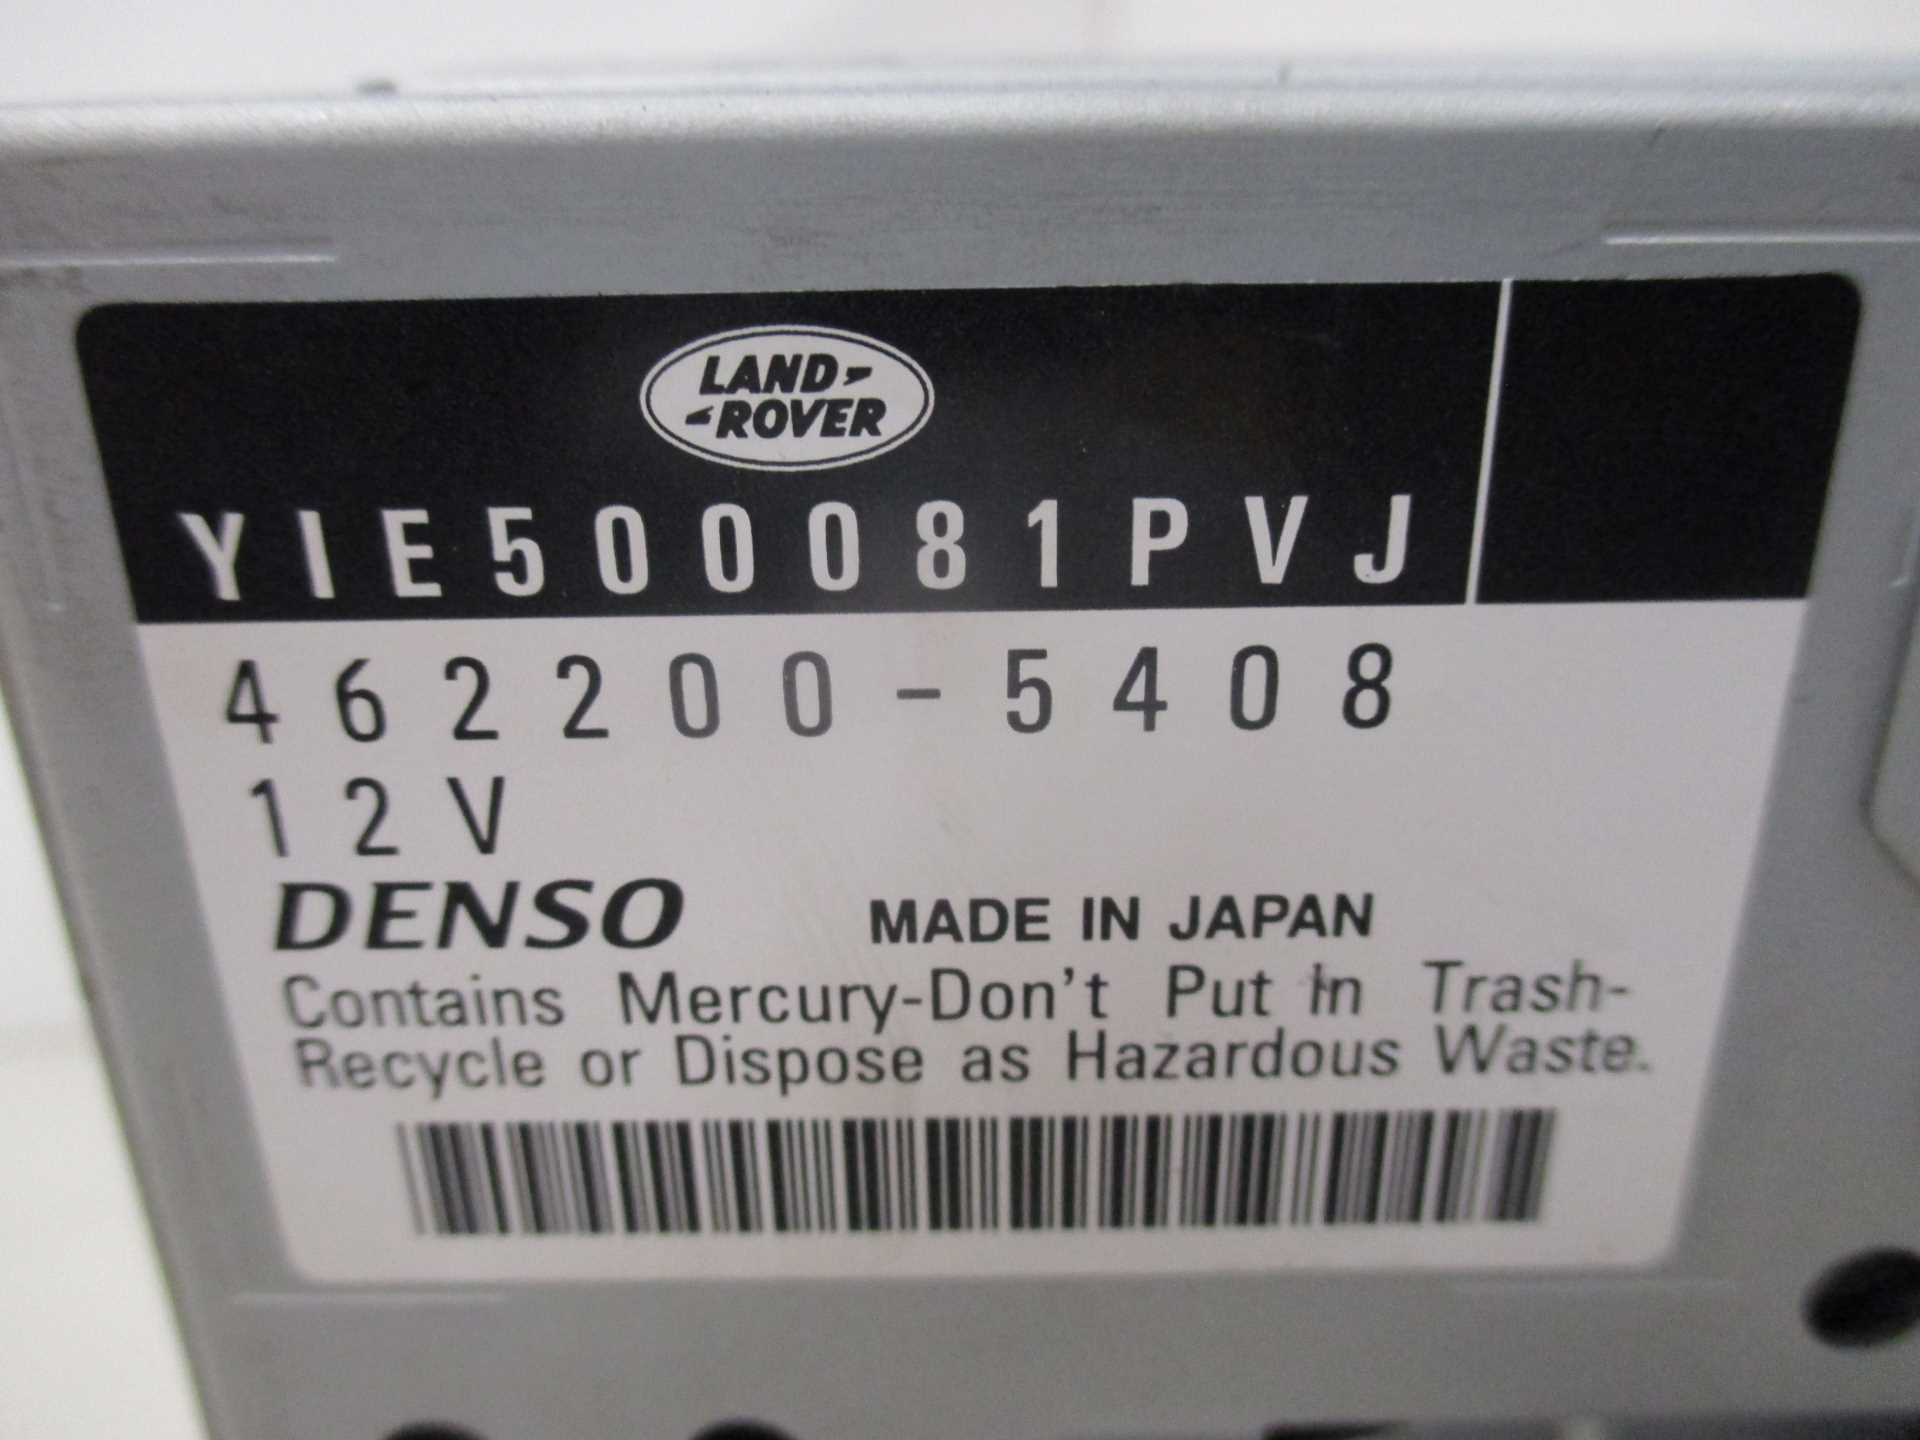 LAND
ROVER
YIE500081PVJ
462200-5408
12V
DENSO MADE IN JAPAN
Contains Mercury-Don't Put In Trash-
Recycle or Dispose as Hazardous Waste.